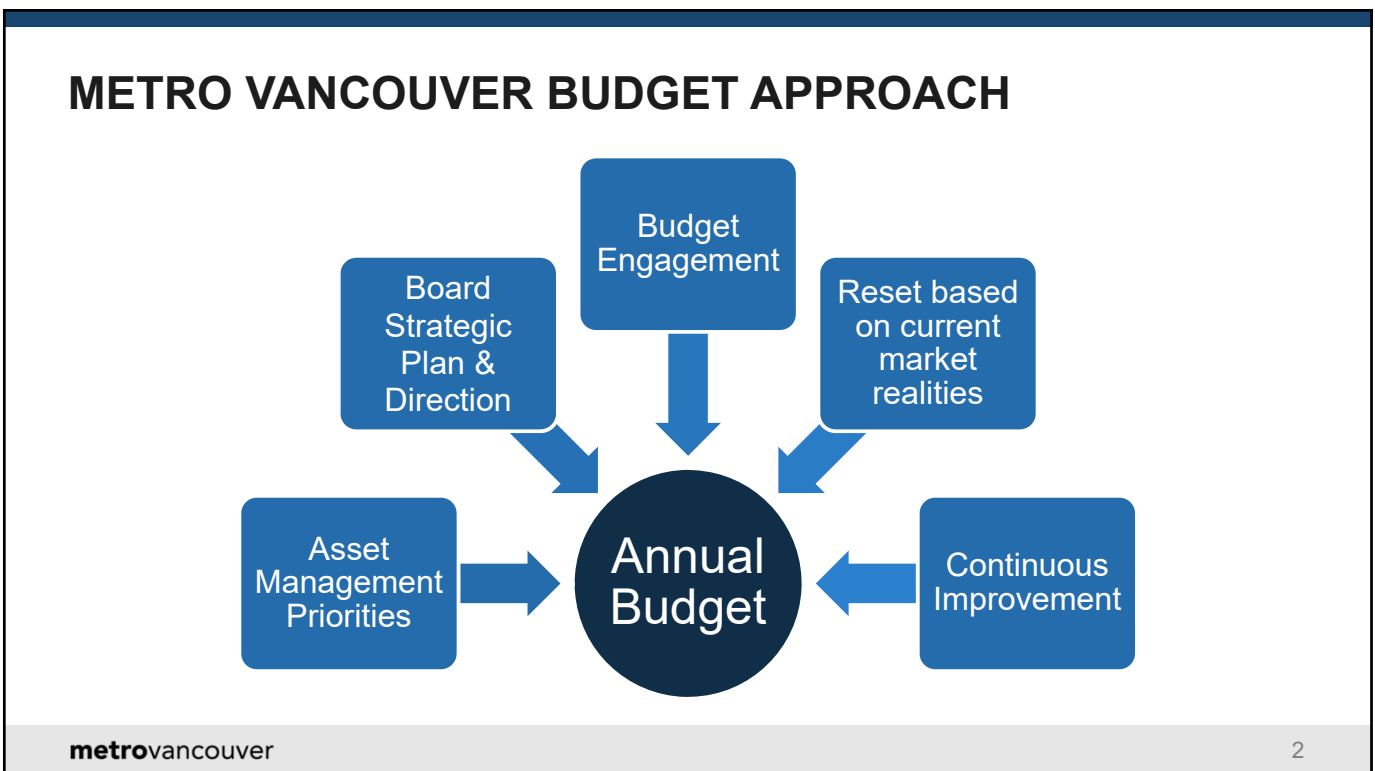 METRO VANCOUVER BUDGET APPROACH
Budget
Engagement
Board
Strategic
Plan &
Direction
Reset based
on current
market
realities
Asset
Management
Priorities
Annual
Budget
Continuous
Improvement
metrovancouver
2